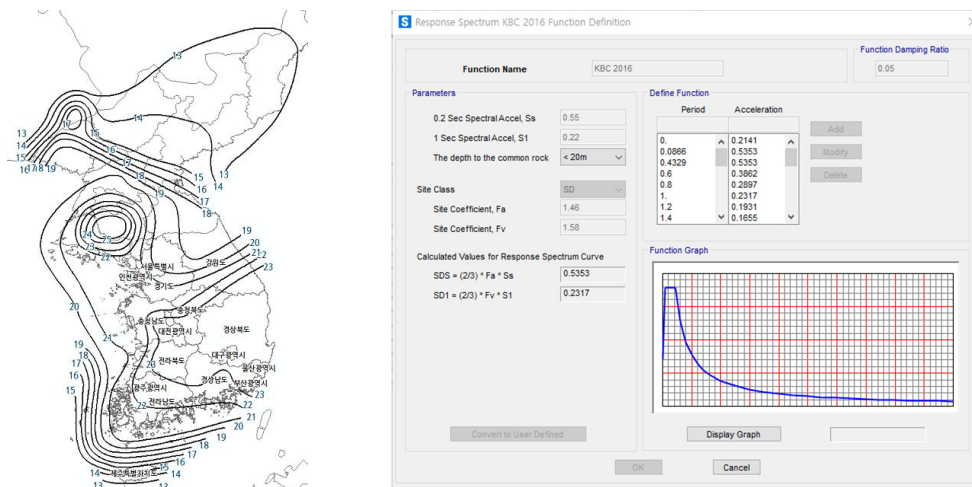 13
14
17
15
13
14
15
16 17 18 19
16
17
18
19
15
16
17
18
14
13
24
25
23
22
19
20
21
22
23
서울특별시
인천광역시
경기도
강원도
20
충청북도
충청남도
대전광역시
경상북도
21
19
18
17
16
15
20
전라북도
대구광역시
울산광역시
경상남도
부산광역시
광주광역시
전라남도
22
23
22
21
20
19
18
17
16
15
14
14
제주특별자치도
13
13
S Response Spectrum KBC 2016 Function Definition
Function Damping Ratio
Function Name
KBC 2016
0.05
Parameters
0.2 Sec Spectral Accel, Ss
0.55
1 Sec Spectral Accel, S1
0.22
The depth to the common rock
< 20m
Site Class
SD
Site Coefficient, Fa
1.46
Site Coefficient, Fv
1.58
Calculated Values for Response Spectrum Curve
SDS = (2/3) * Fa * Ss
0.5353
SD1 = (2/3) * Fv * S1
0.2317
Convert to User Defined
Define Function
Period Acceleration
0. 0.2141
0.0866 0.5353
0.4329 0.5353
0.6 0.3862
0.8 0.2897
1. 0.2317
1.2 0.1931
1.4 0.1655
Add
Modify
Delete
Function Graph
Display Graph
OK
Cancel